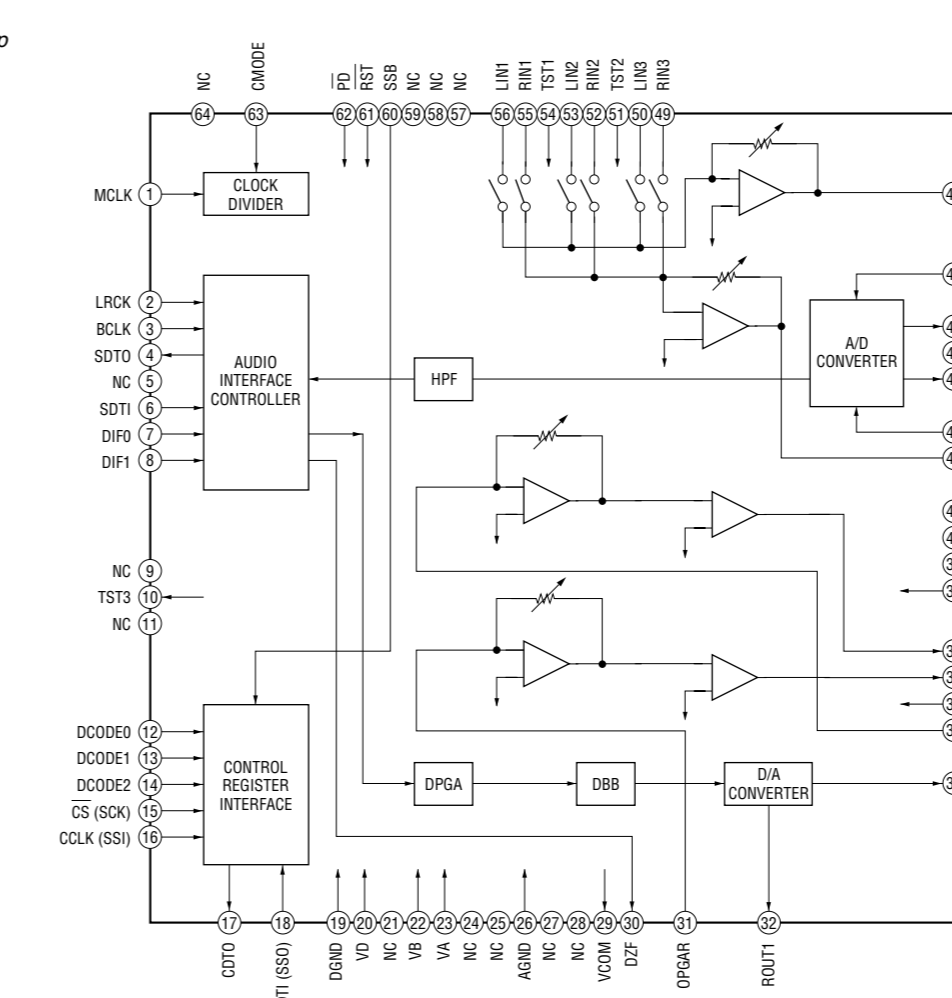 NC
CMODE
PD
RST
SSB
NC
NC
NC
LIN1
RIN1
TST1
LIN2
RIN2
TST2
LIN3
RIN3
64
63
62
61
60
59
58
57
56
55
54
53
52
51
50
49
MCLK 1
CLOCK
DIVIDER
LRCK 2
BCLK 3
SDTO 4
NC 5
SDTI 6
DIF0 7
DIF1 8
AUDIO
INTERFACE
CONTROLLER
HPF
A/D
CONVERTER
NC 9
TST3 10
NC 11
DCODE0 12
DCODE1 13
DCODE2 14
CS (SCK) 15
CCLK (SSI) 16
CONTROL
REGISTER
INTERFACE
DPGA
DBB
D/A
CONVERTER
17
18
19
20
21
22
23
24
25
26
27
28
29
30
31
32
CDTO
DGND
VD
NC
VB
VA
NC
NC
AGND
NC
NC
VCOM
DZF
OPGAR
ROUT1